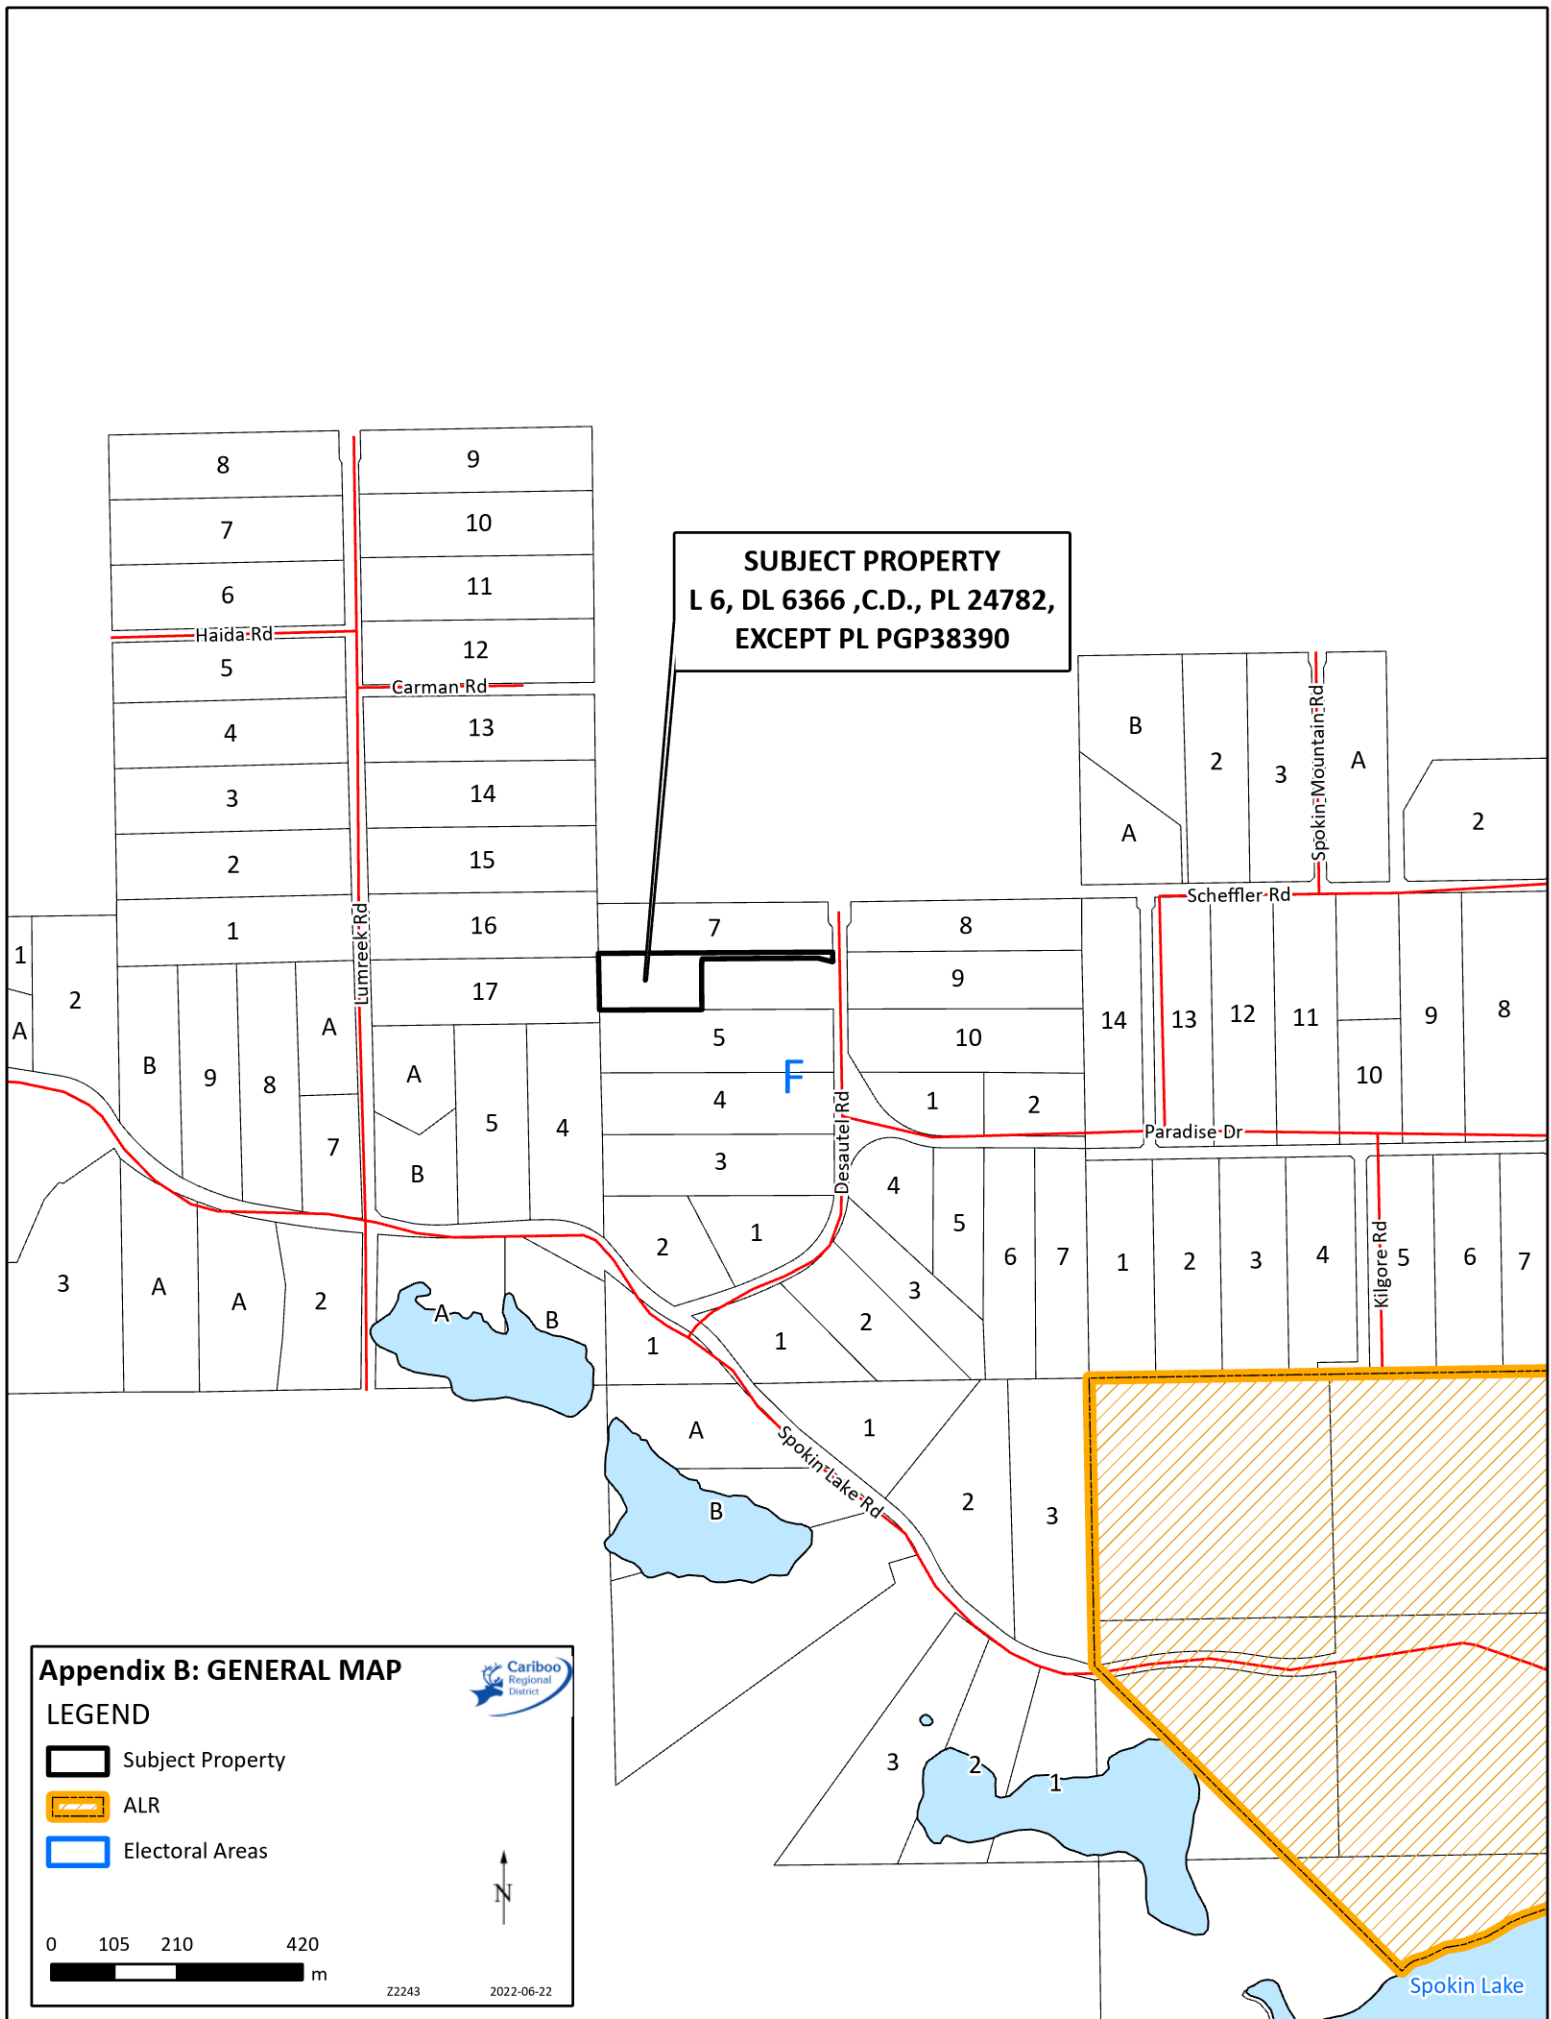 8
9
7
10
6
11
Haida Rd
12
5
Carman Rd
4
13
3
14
2
15
1
16
17
Lumreek Rd
SUBJECT PROPERTY
L 6, DL 6366 ,C.D., PL 24782,
EXCEPT PL PGP38390
B
2
3
A
A
Spokin Mountain Rd
2
Scheffler Rd
1
A
2
B
9
8
A
7
A
B
5
4
7
5
F
4
3
2
1
Desautel Rd
8
9
10
1
2
14
13
12
11
10
9
8
Paradise Dr
4
5
3
2
1
6
7
1
2
3
4
Kilgore Rd
5
6
7
3
A
A
2
A
B
1
A
B
1
Spokin Lake Rd
2
3
3
2
1
Spokin Lake
Appendix B: GENERAL MAP
Cariboo
Regional
District
LEGEND
Subject Property
ALR
Electoral Areas
N
0 105 210 420
m
Z2243 2022-06-22